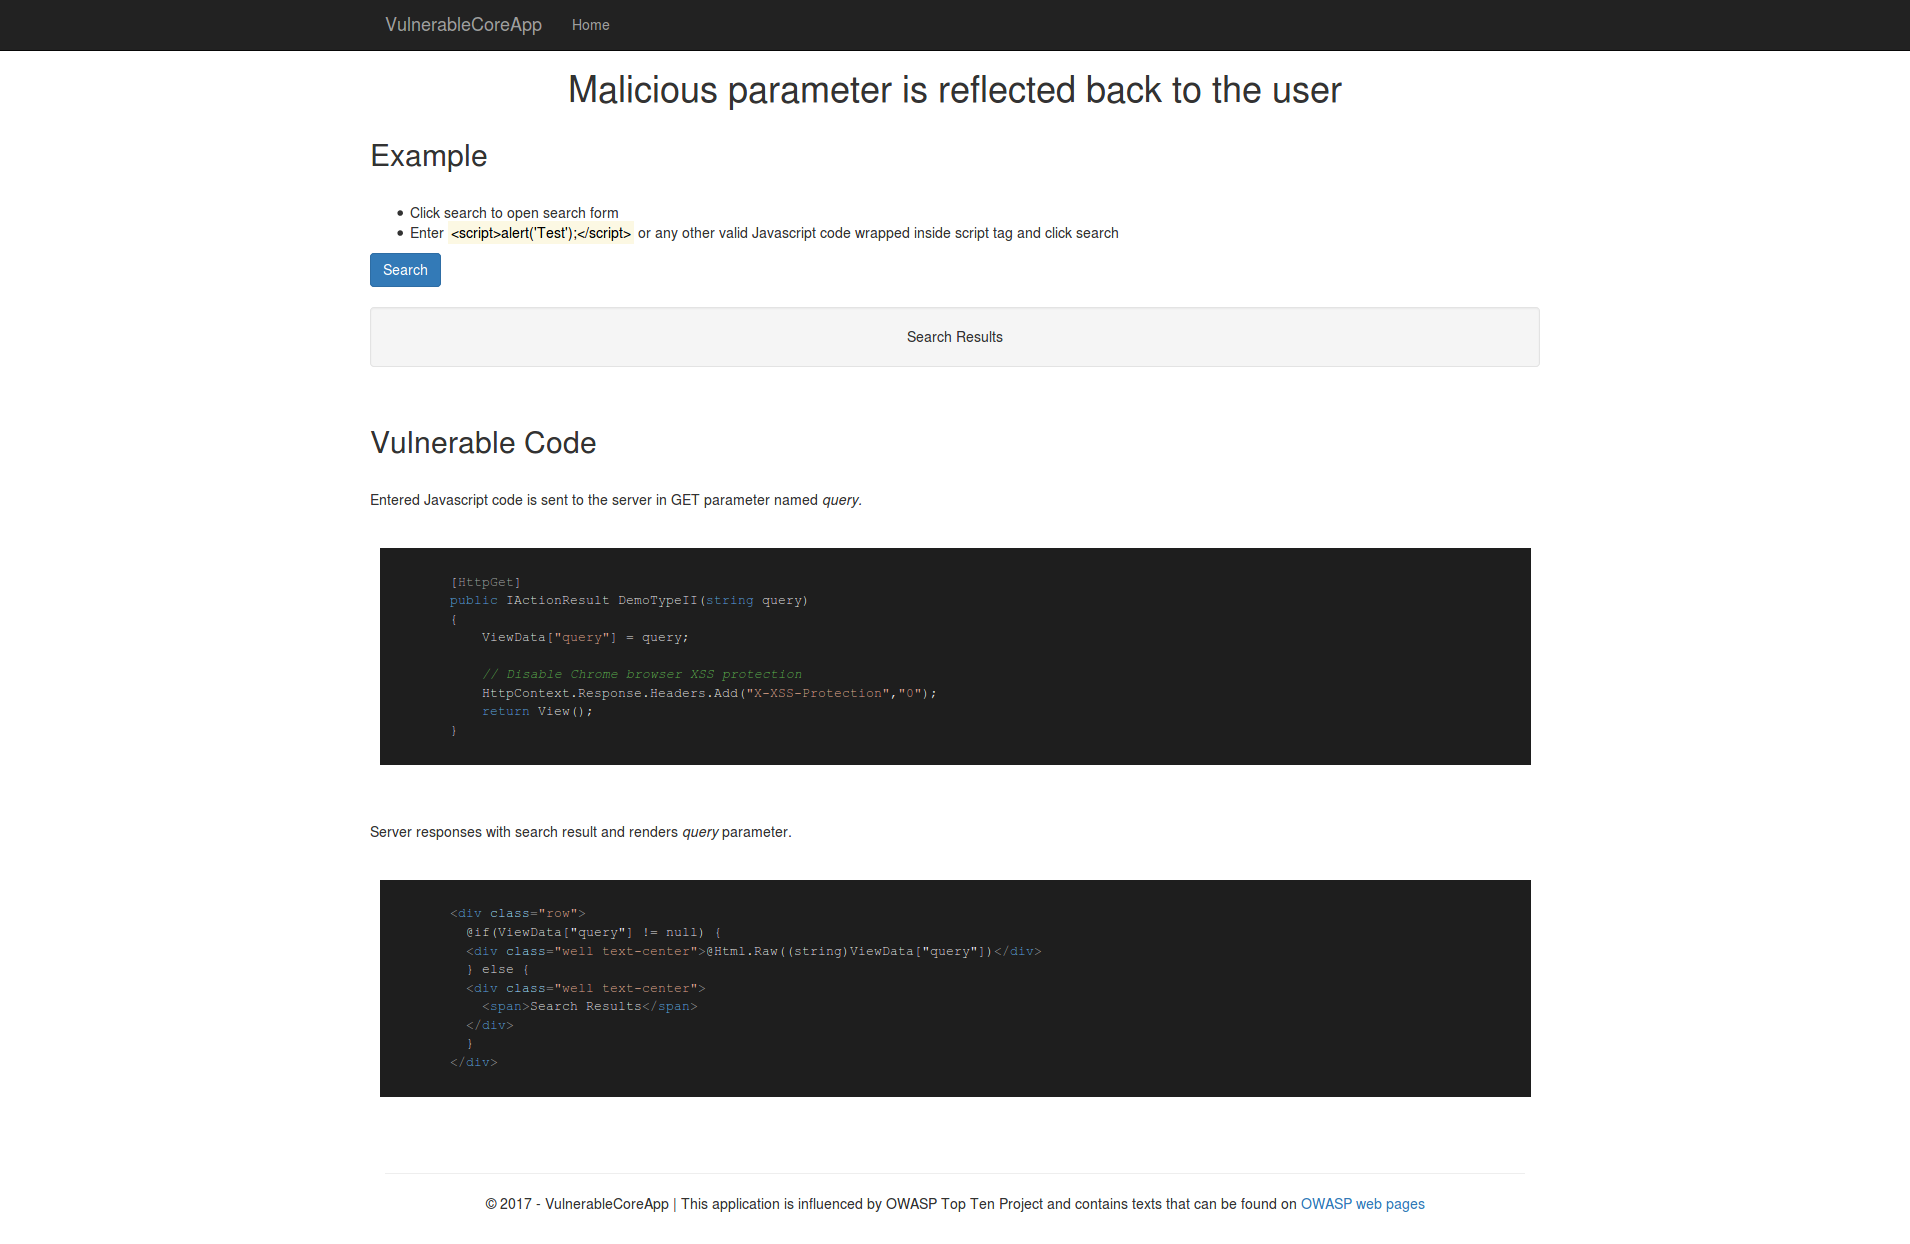 VulnerableCoreApp Home
Malicious parameter is reflected back to the user
Example
Click search to open search form
Enter <script>alert('Test');</script> or any other valid Javascript code wrapped inside script tag and click search
Search
Search Results
Vulnerable Code
Entered Javascript code is sent to the server in GET parameter named query.
[HttpGet]
public IActionResult DemoTypeII(string query)
{
ViewData["query"] = query;
// Disable Chrome browser XSS protection
HttpContext.Response.Headers.Add("X-XSS-Protection","0");
return View();
}
Server responses with search result and renders query parameter.
<div class="row">
@if(ViewData["query"] != null) {
<div class="well text-center">@Html.Raw((string)ViewData["query"])</div>
} else {
<div class="well text-center">
<span>Search Results</span>
</div>
}
</div>
© 2017 - VulnerableCoreApp | This application is influenced by OWASP Top Ten Project and contains texts that can be found on OWASP web pages